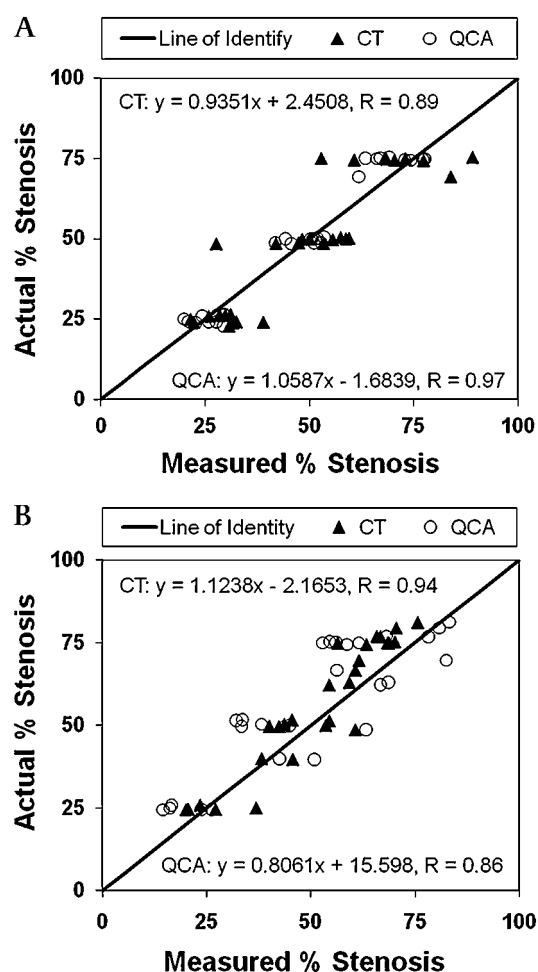 A
Line of Identify CT QCA
100
CT: y = 0.9351x + 2.4508, R = 0.89
75
50
25
0
Actual % Stenosis
QCA: y = 1.0587x - 1.6839, R = 0.97
0 25 50 75 100
Measured % Stenosis
B
Line of Identity CT QCA
100
CT: y = 1.1238x - 2.1653, R = 0.94
75
50
25
0
Actual % Stenosis
QCA: y = 0.8061x + 15.598, R = 0.86
0 25 50 75 100
Measured % Stenosis